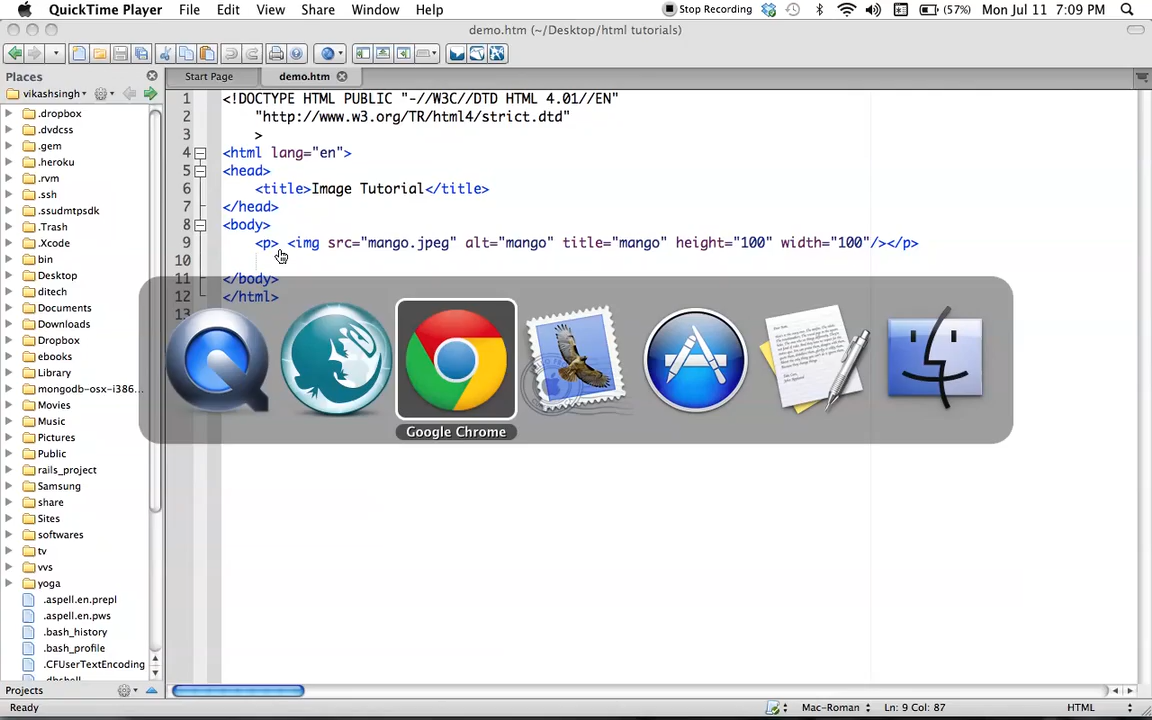 QuickTime Player File Edit View Share Window Help Stop Recording (57%) Mon Jul 11 7:09 PM
demo.htm (~/Desktop/html tutorials)
Places
Start Page demo.htm
vikashsingh
.dropbox
.dvdcss
.gem
.heroku
.rvm
.ssh
.ssudmtpsdk
.Trash
.Xcode
bin
Desktop
ditech
Documents
Downloads
Dropbox
ebooks
Library
mongodb-osx-i386...
Movies
Music
Pictures
Public
rails_project
Samsung
share
Sites
softwares
tv
vvs
yoga
.aspell.en.prepl
.aspell.en.pws
.bash_history
.bash_profile
.CFUserTextEncoding
Projects
1 <!DOCTYPE HTML PUBLIC "-//W3C//DTD HTML 4.01//EN"
2 "http://www.w3.org/TR/html4/strict.dtd"
3 >
4 <html lang="en">
5 <head>
6 <title>Image Tutorial</title>
7 </head>
8 <body>
9 <p> <img src="mango.jpeg" alt="mango" title="mango" height="100" width="100"/></p>
10
11 </body>
12 </html>
13
Google Chrome
Ready Mac-Roman Ln: 9 Col: 87 HTML